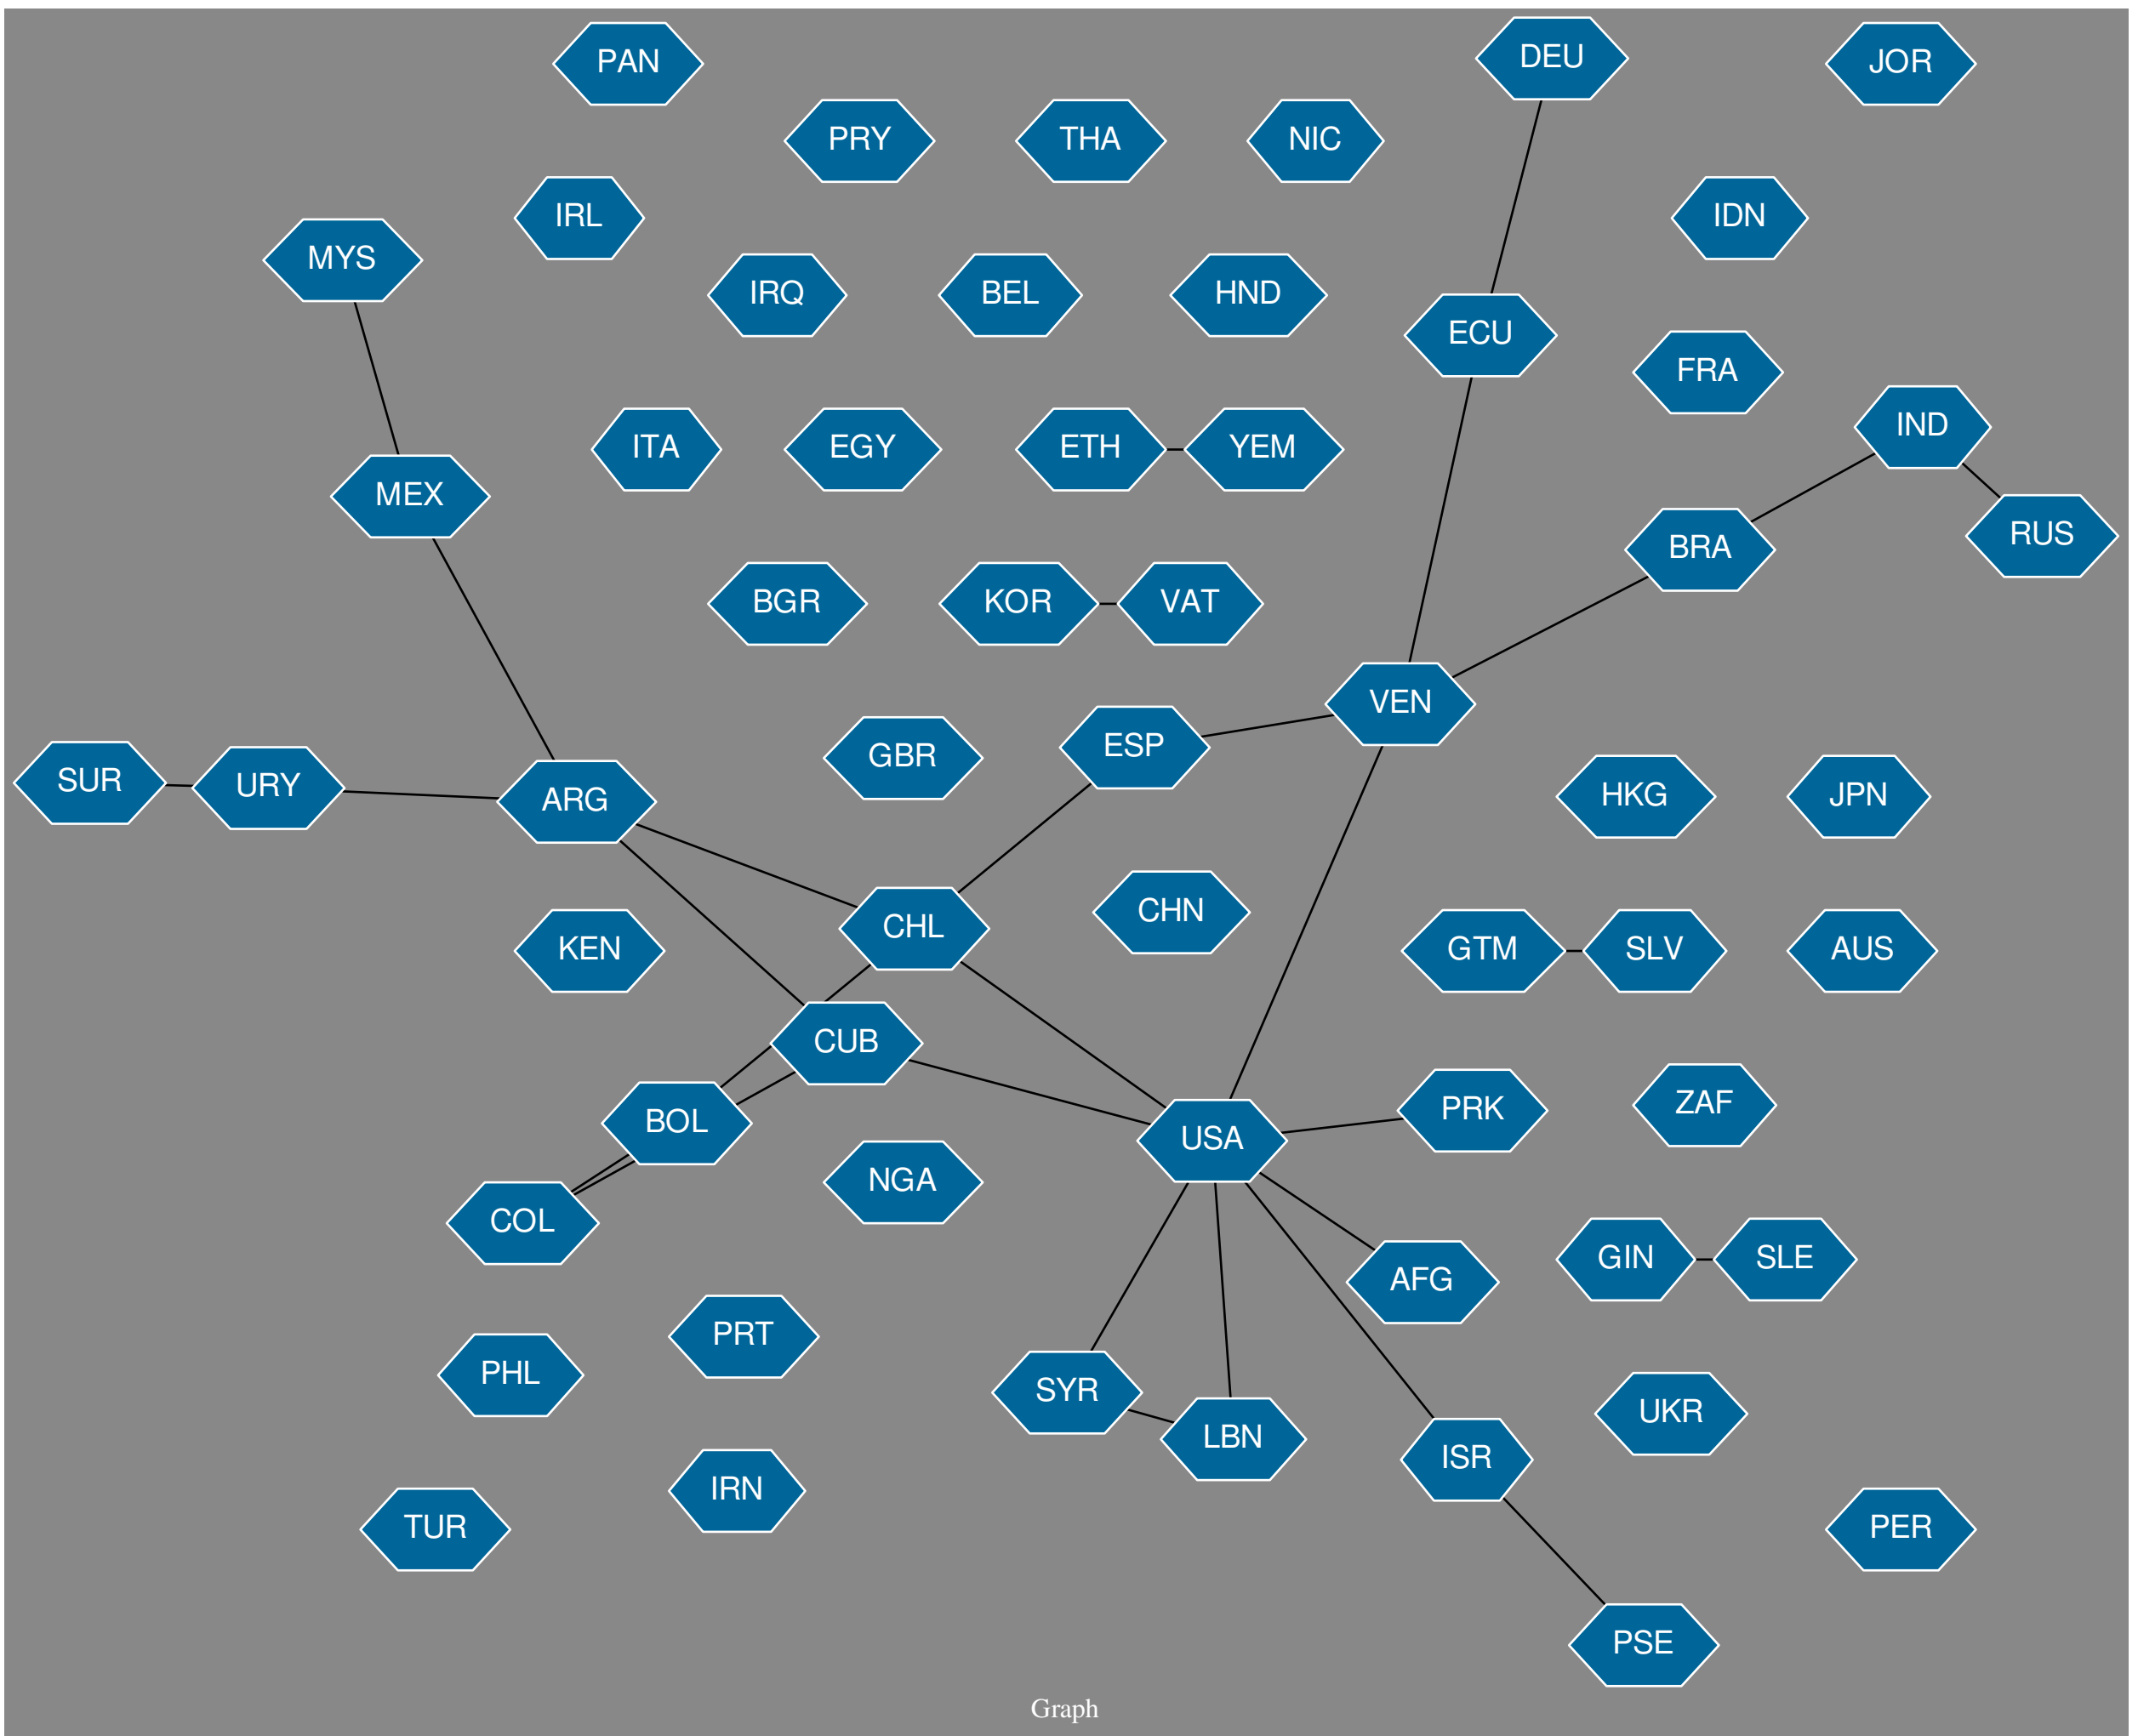 PAN
DEU
JOR
PRY
THA
NIC
IRL
IDN
MYS
IRQ
BEL
HND
ECU
FRA
IND
ITA
EGY
ETH
YEM
MEX
RUS
BRA
BGR
KOR
VAT
VEN
ESP
GBR
SUR
URY
ARG
HKG
JPN
CHN
CHL
KEN
GTM
SLV
AUS
CUB
PRK
ZAF
BOL
USA
NGA
COL
GIN
SLE
AFG
PRT
PHL
SYR
UKR
LBN
ISR
IRN
TUR
PER
PSE
Graph